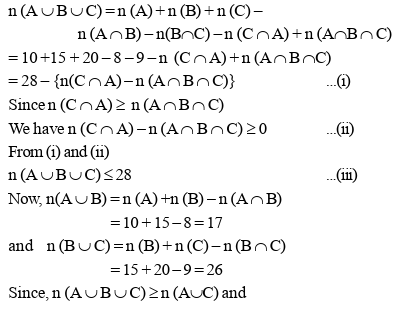 n (A∪B∪C) = n (A) + n (B) + n (C) –
n (A∩B) – n(B∩C) – n (C∩A) + n (A∩B∩C)
= 10 + 15 + 20 – 8 – 9 – n (C∩A) + n (A∩B∩C)
= 28 – {n(C∩A) – n(A∩B∩C)} ...(i)
Since n (C∩A) ≥ n (A∩B∩C)
We have n (C∩A) – n (A∩B∩C) ≥ 0 ...(ii)
From (i) and (ii)
n (A∪B∪C) ≤ 28 ...(iii)
Now, n(A∪B) = n (A) + n (B) – n (A∩B)
= 10 + 15 – 8 = 17
and n (B∪C) = n (B) + n (C) – n (B∩C)
= 15 + 20 – 9 = 26
Since, n (A∪B∪C) ≥ n (A∪C) and